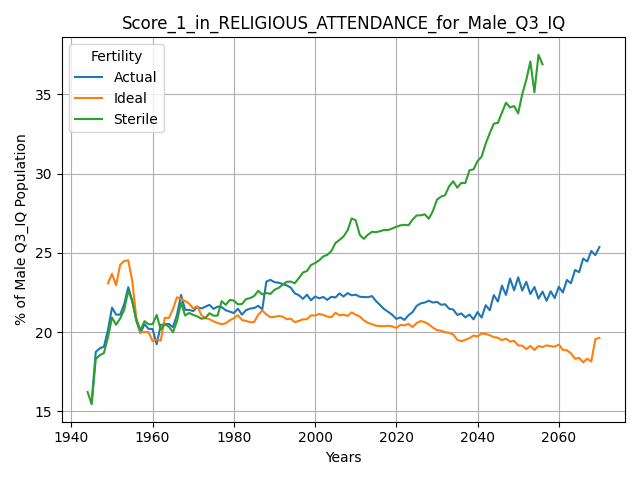 Score_1_in_RELIGIOUS_ATTENDANCE_for_Male_Q3_IQ
Fertility
Actual
Ideal
Sterile
% of Male Q3_IQ Population
35
30
25
20
15
1940
1960
1980
2000
2020
2040
2060
Years